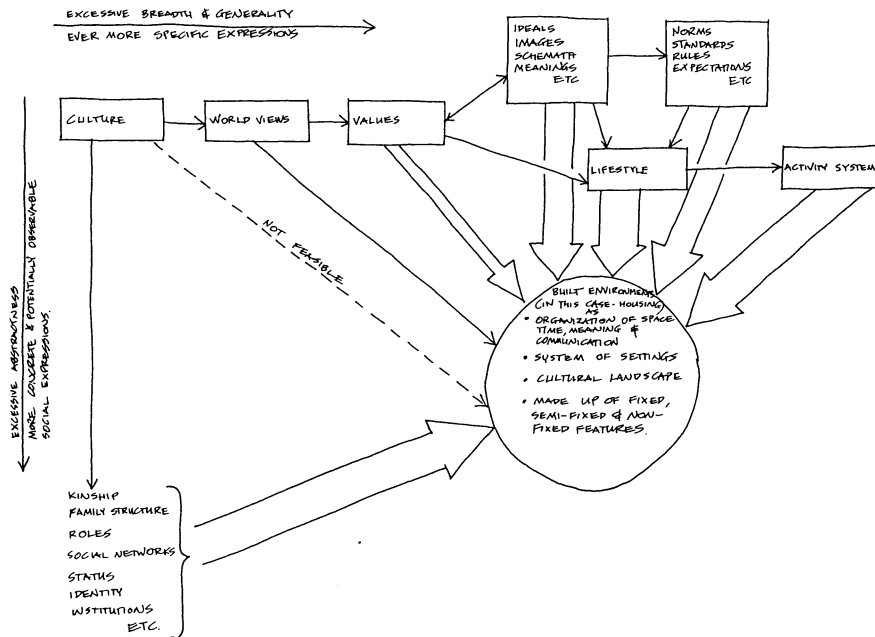 EXCESSIVE BREADTH & GENERALITY
EVER MORE SPECIFIC EXPRESSIONS
IDEALS
IMAGES
SCHEMATA
MEANINGS
ETC
NORMS
STANDARDS
RULES
EXPECTATIONS
ETC
CULTURE
WORLD VIEWS
VALUES
LIFESTYLE
ACTIVITY SYSTEM
NOT FEASIBLE
EXCESSIVE ABSTRACTNESS
MORE CONCRETE & POTENTIALLY OBSERVABLE
SOCIAL EXPRESSIONS.
BUILT ENVIRONMENTS
(IN THIS CASE - HOUSING)
AS
• ORGANIZATION OF SPACE
TIME, MEANING &
COMMUNICATION
• SYSTEM OF SETTINGS
• CULTURAL LANDSCAPE
• MADE UP OF FIXED,
SEMI-FIXED & NON-
FIXED FEATURES.
KINSHIP
FAMILY STRUCTURE
ROLES
SOCIAL NETWORKS
STATUS
IDENTITY
INSTITUTIONS
ETC.